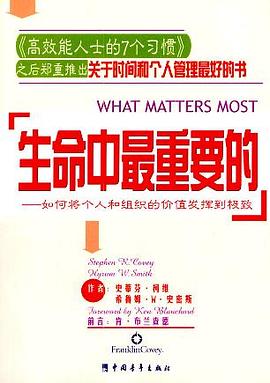 《高效能人士的7个习惯》
之后郑重推出关于时间和个人管理最好的书
WHAT MATTERS MOST
「生命中最重要的」
——如何将个人和组织的价值发挥到极致
Stephen R. Covey
Hyrum W. Smith
作者：史蒂芬·柯维
希鲁姆·W·史密斯
Foreword by Ken Blanchard
前言：肯·布兰查德
FranklinCovey.
中国青年出版社